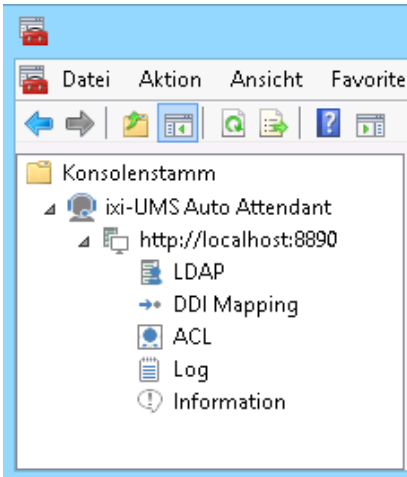 Datei Aktion Ansicht Favorite
Konsolenstamm
ixi-UMS Auto Attendant
http://localhost:8890
LDAP
DDI Mapping
ACL
Log
Information